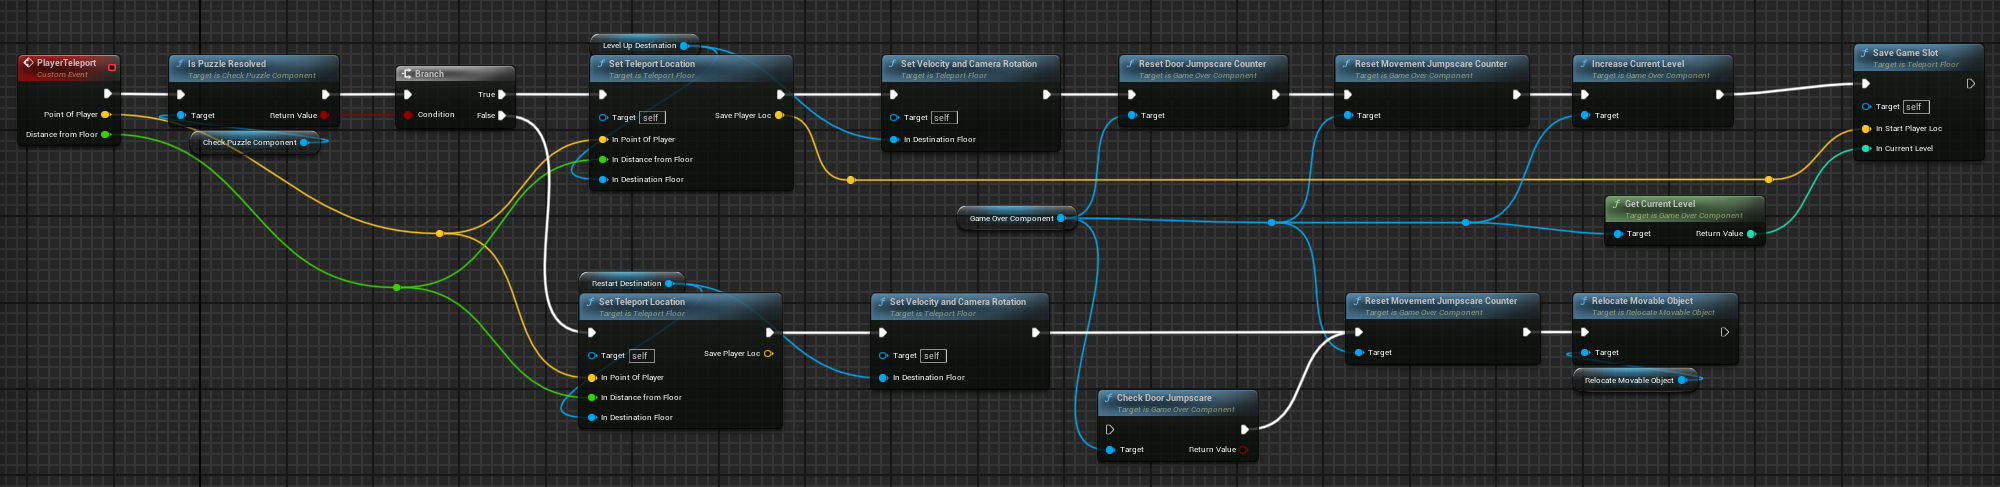 PlayerTeleport
Custom Event
Point Of Player
Distance from Floor
Is Puzzle Resolved
Target is Check Puzzle Component
Target
Return Value
Check Puzzle Component
Branch
Condition
True
False
Level Up Destination
Set Teleport Location
Target is Teleport Floor
Target self
Save Player Loc
In Point Of Player
In Distance from Floor
In Destination Floor
Set Velocity and Camera Rotation
Target is Teleport Floor
Target self
In Destination Floor
Reset Door Jumpscare Counter
Target is Game Over Component
Target
Reset Movement Jumpscare Counter
Target is Game Over Component
Target
Increase Current Level
Target is Game Over Component
Target
Save Game Slot
Target is Teleport Floor
Target self
In Start Player Loc
In Current Level
Game Over Component
Get Current Level
Target is Game Over Component
Target
Return Value
Restart Destination
Set Teleport Location
Target is Teleport Floor
Target self
Save Player Loc
In Point Of Player
In Distance from Floor
In Destination Floor
Set Velocity and Camera Rotation
Target is Teleport Floor
Target self
In Destination Floor
Check Door Jumpscare
Target is Game Over Component
Target
Return Value
Reset Movement Jumpscare Counter
Target is Game Over Component
Target
Relocate Movable Object
Target is Relocate Movable Object
Target
Relocate Movable Object